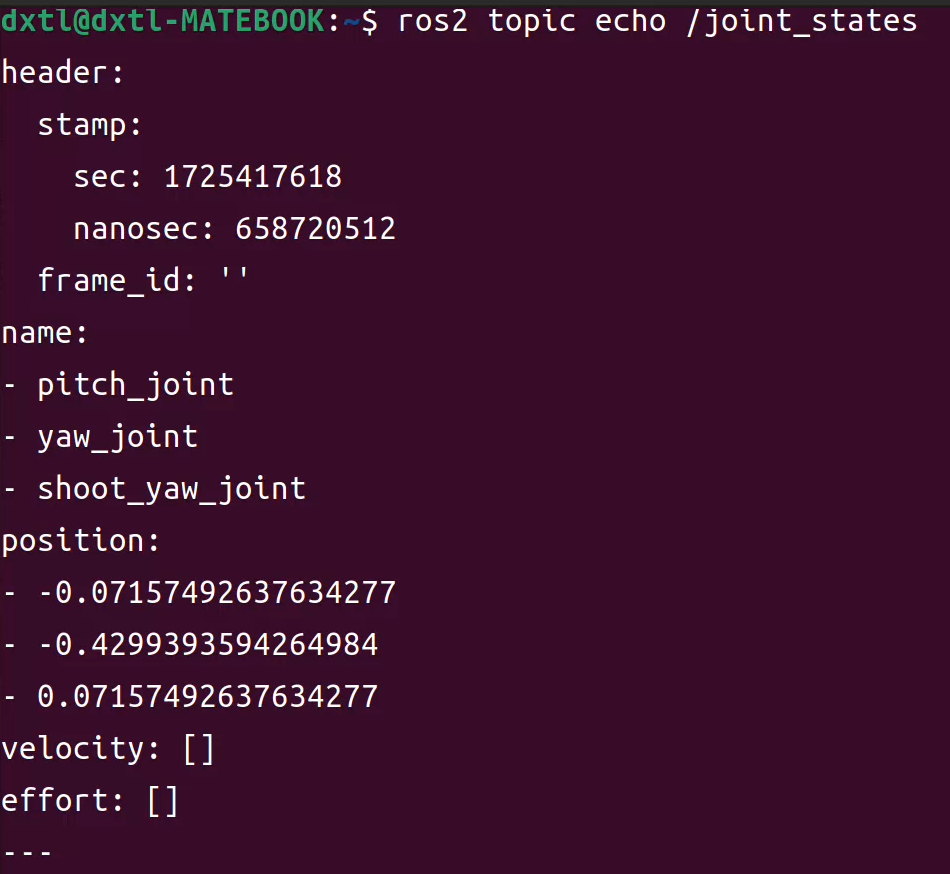 dxtl@dxtl-MATEBOOK:~$ ros2 topic echo /joint_states
header:
  stamp:
    sec: 1725417618
    nanosec: 658720512
  frame_id: ''
name:
- pitch_joint
- yaw_joint
- shoot_yaw_joint
position:
- -0.07157492637634277
- -0.4299393594264984
- 0.07157492637634277
velocity: []
effort: []
---